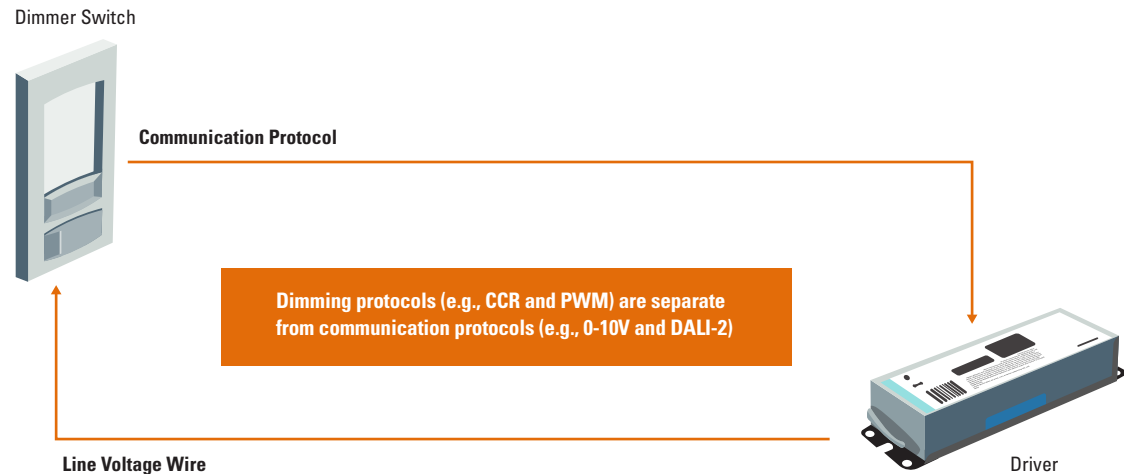 Dimmer Switch
Communication Protocol
Dimming protocols (e.g., CCR and PWM) are separate
from communication protocols (e.g., 0-10V and DALI-2)
Line Voltage Wire
Driver